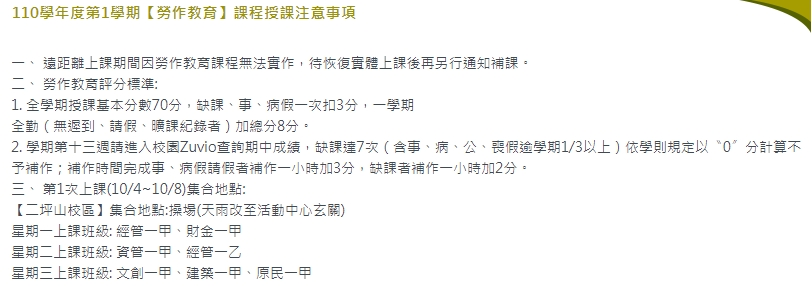 110學年度第1學期【勞作教育】課程授課注意事項
一、 遠距離上課期間因勞作教育課程無法實作，待恢復實體上課後再另行通知補課。
二、 勞作教育評分標準:
1. 全學期授課基本分數70分，缺課、事、病假一次扣3分，一學期
全勤（無遲到、請假、曠課紀錄者）加總分8分。
2. 學期第十三週請進入校園Zuvio查詢期中成績，缺課達7次（含事、病、公、喪假逾學期1/3以上）依學則規定以〝0〞分計算不
予補作；補作時間完成事、病假請假者補作一小時加3分，缺課者補作一小時加2分。
三、 第1次上課(10/4~10/8)集合地點:
【二坪山校區】集合地點:操場(天雨改至活動中心玄關)
星期一上課班級: 經管一甲、財金一甲
星期二上課班級: 資管一甲、經管一乙
星期三上課班級: 文創一甲、建築一甲、原民一甲